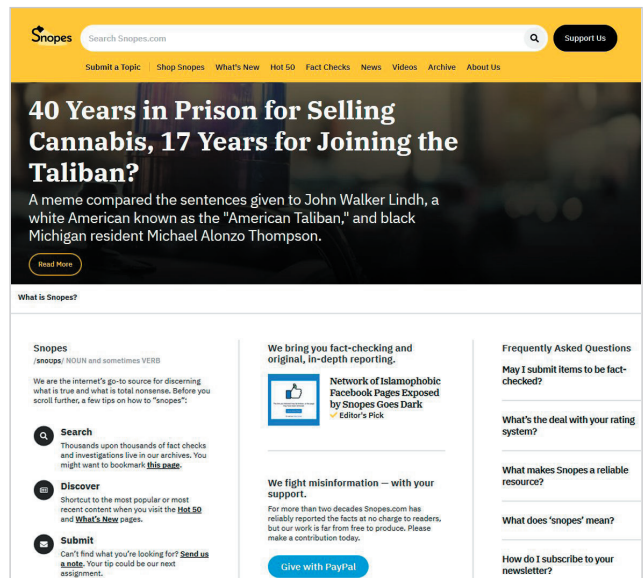 Snopes
Search Snopes.com
Support Us
Submit a Topic
Shop Snopes
What's New
Hot 50
Fact Checks
News
Videos
Archive
About Us
40 Years in Prison for Selling
Cannabis, 17 Years for Joining the
Taliban?
A meme compared the sentences given to John Walker Lindh, a
white American known as the "American Taliban," and black
Michigan resident Michael Alonzo Thompson.
Read More
What is Snopes?
Snopes
/snoʊps/ NOUN and sometimes VERB
We are the internet's go-to source for discerning
what is true and what is total nonsense. Before you
scroll further, a few tips on how to "snopes":
Search
Thousands upon thousands of fact checks
and investigations live in our archives. You
might want to bookmark this page.
Discover
Shortcut to the most popular or most
recent content when you visit the Hot 50
and What's New pages.
Submit
Can't find what you're looking for? Send us
a note. Your tip could be our next
assignment.
We bring you fact-checking and
original, in-depth reporting.
Network of Islamophobic
Facebook Pages Exposed
by Snopes Goes Dark
Editor's Pick
We fight misinformation — with your
support.
For more than two decades Snopes.com has
reliably reported the facts at no charge to readers,
but our work is far from free to produce. Please
make a contribution today.
Give with PayPal
Frequently Asked Questions
May I submit items to be fact-
checked?
What's the deal with your rating
system?
What makes Snopes a reliable
resource?
What does 'snopes' mean?
How do I subscribe to your
newsletter?